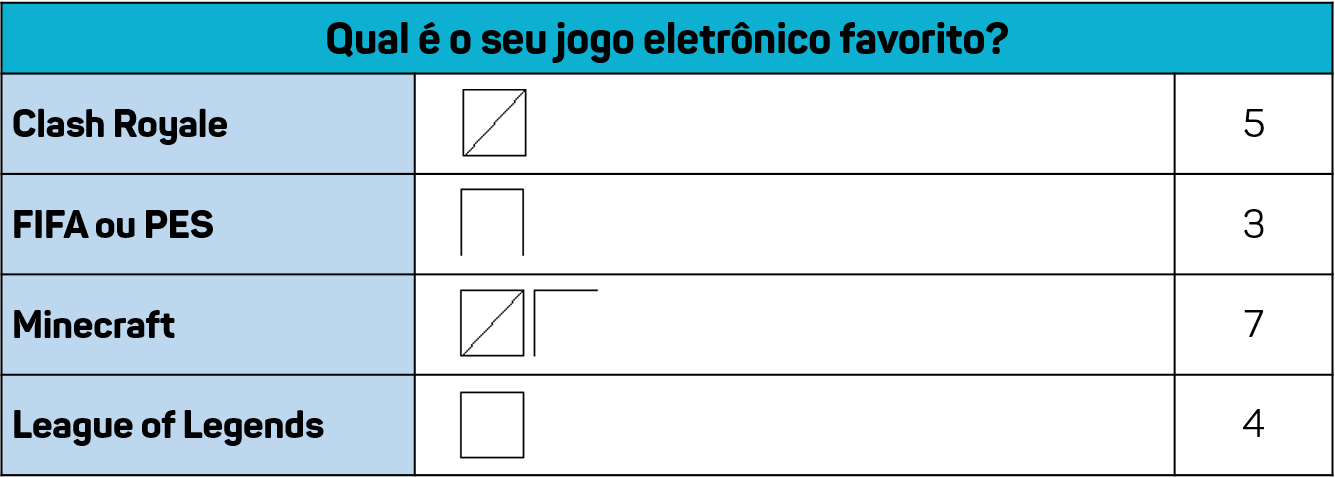 Qual é o seu jogo eletrônico favorito?
Clash Royale 5
FIFA ou PES 3
Minecraft 7
League of Legends 4